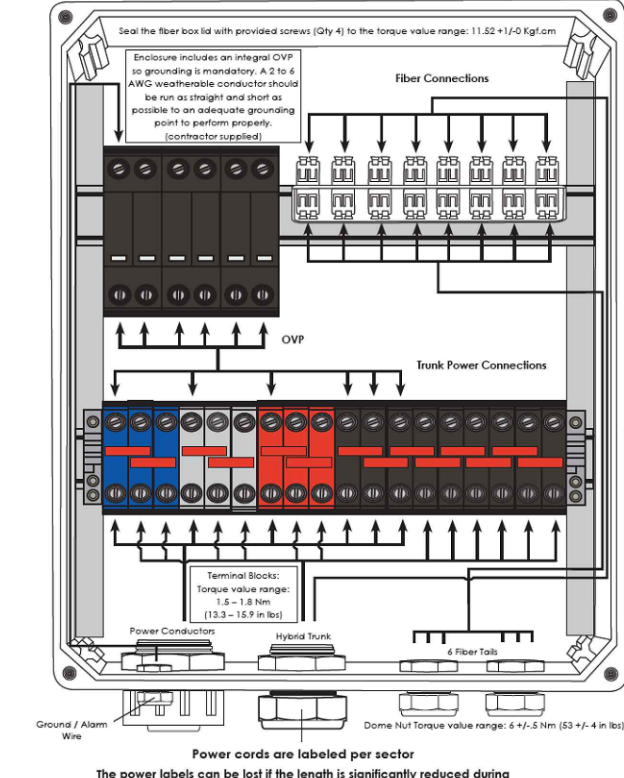 Seal the fiber box lid with provided screws (Qty 4) to the torque value range: 11.52 +1/-0 Kgf.cm
Enclosure includes an integral OVP
so grounding is mandatory. A 2 to 6
AWG weatherable conductor should
be run as straight and short as
possible to an adequate grounding
point to perform properly.
(contractor supplied)
Fiber Connections
OVP
Trunk Power Connections
Terminal Blocks:
Torque value range:
1.5 – 1.8 Nm
(13.3 – 15.9 in lbs)
Power Conductors
Hybrid Trunk
6 Fiber Tails
Ground / Alarm
Wire
Dome Nut Torque value range: 6 +/-.5 Nm (53 +/- 4 in lbs)
Power cords are labeled per sector
The power labels can be lost if the length is significantly reduced during